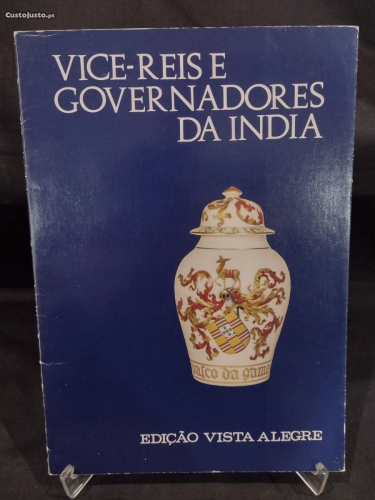 CustoJusto.pt
VICE-REIS E
GOVERNADORES
DA INDIA
vasco da gama
EDIÇÃO VISTA ALEGRE